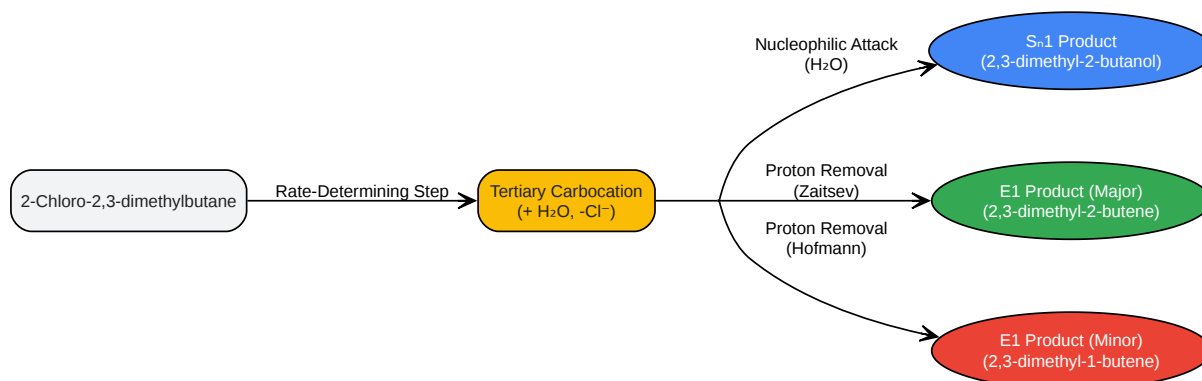 2-Chloro-2,3-dimethylbutane
Rate-Determining Step
Tertiary Carbocation
(+ H₂O, -Cl⁻)
Nucleophilic Attack
(H₂O)
Sₙ1 Product
(2,3-dimethyl-2-butanol)
Proton Removal
(Zaitsev)
E1 Product (Major)
(2,3-dimethyl-2-butene)
Proton Removal
(Hofmann)
E1 Product (Minor)
(2,3-dimethyl-1-butene)